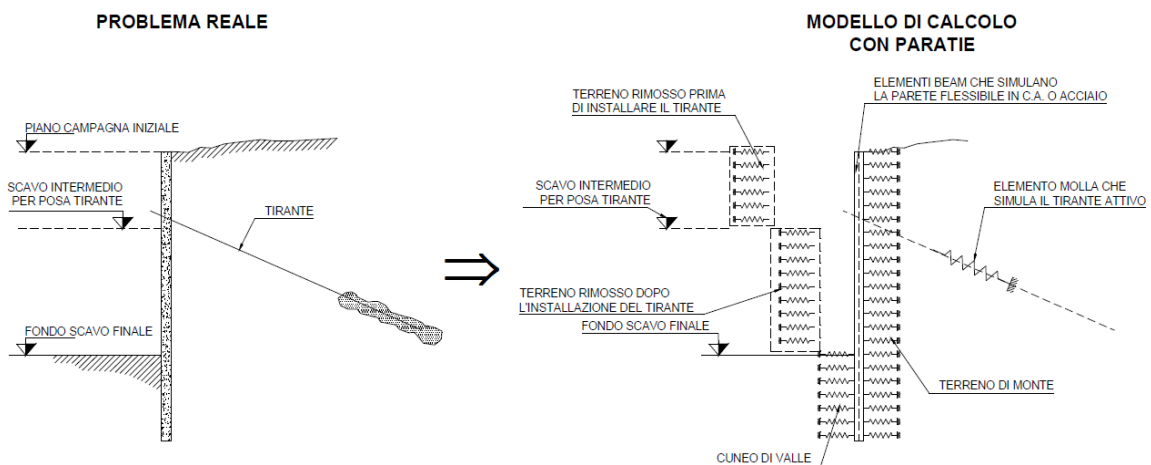 PROBLEMA REALE
PIANO CAMPAGNA INIZIALE
SCAVO INTERMEDIO
PER POSA TIRANTE
TIRANTE
FONDO SCAVO FINALE
MODELLO DI CALCOLO
CON PARATIE
ELEMENTI BEAM CHE SIMULANO
LA PARETE FLESSIBILE IN C.A. O ACCIAIO
TERRENO RIMOSSO PRIMA
DI INSTALLARE IL TIRANTE
SCAVO INTERMEDIO
PER POSA TIRANTE
ELEMENTO MOLLA CHE
SIMULA IL TIRANTE ATTIVO
TERRENO RIMOSSO DOPO
L'INSTALLAZIONE DEL TIRANTE
FONDO SCAVO FINALE
TERRENO DI MONTE
CUNEO DI VALLE